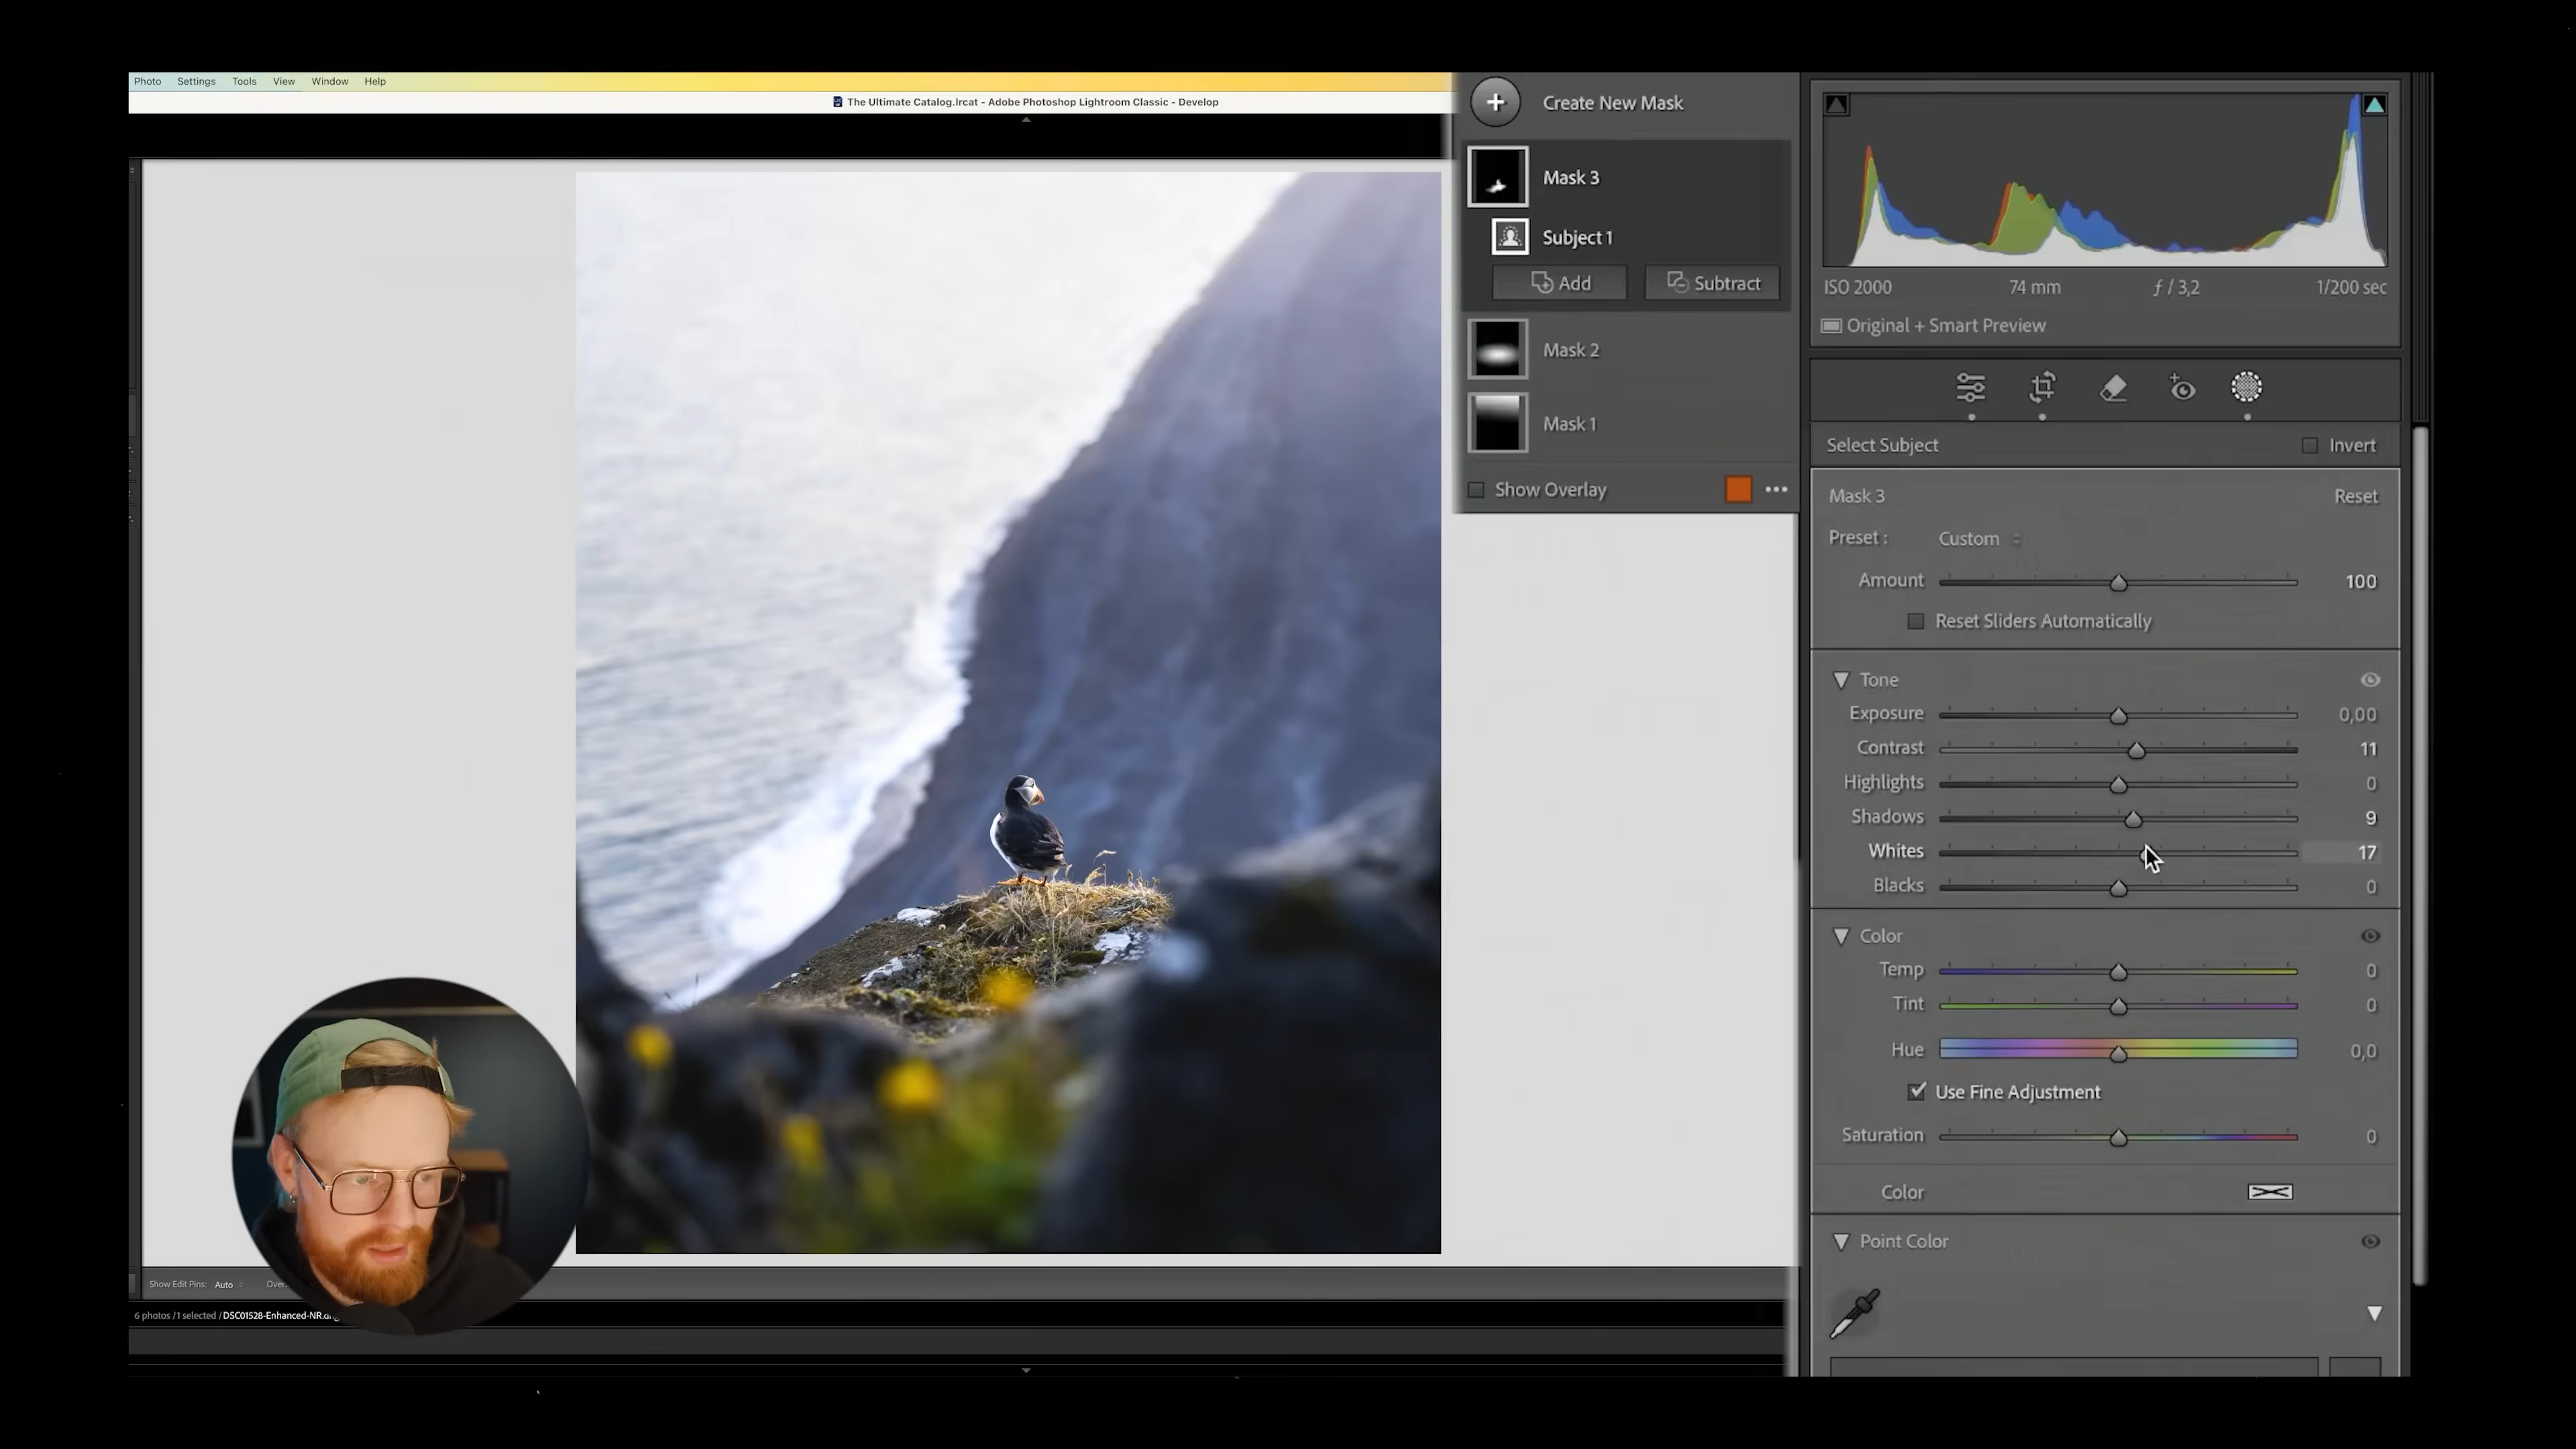 Photo Settings Tools View Window Help
The Ultimate Catalog.lrcat - Adobe Photoshop Lightroom Classic - Develop
Create New Mask
Mask 3
Subject 1
Add Subtract
Mask 2
Mask 1
Show Overlay
ISO 2000 74 mm ƒ / 3,2 1/200 sec
Original + Smart Preview
Select Subject Invert
Mask 3 Reset
Preset : Custom
Amount 100
Reset Sliders Automatically
Tone
Exposure 0,00
Contrast 11
Highlights 0
Shadows 9
Whites 17
Blacks 0
Color
Temp 0
Tint 0
Hue 0,0
Use Fine Adjustment
Saturation 0
Color
Point Color
Show Edit Pins: Auto
6 photos / 1 selected / DSC01528-Enhanced-NR